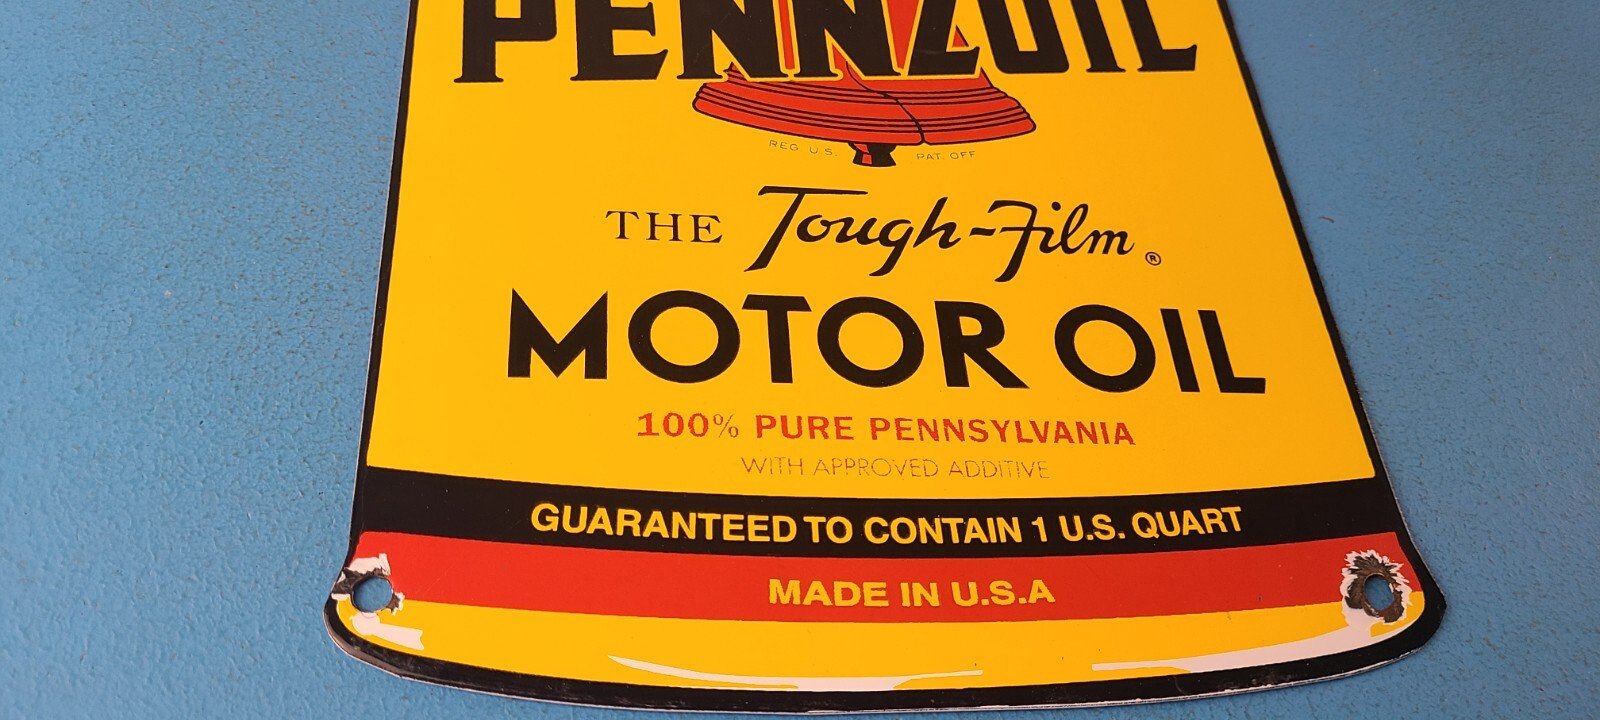 PENNZOIL
REG U.S. PAT. OFF
THE Tough-Film ®
MOTOR OIL
100% PURE PENNSYLVANIA
WITH APPROVED ADDITIVE
GUARANTEED TO CONTAIN 1 U.S. QUART
MADE IN U.S.A